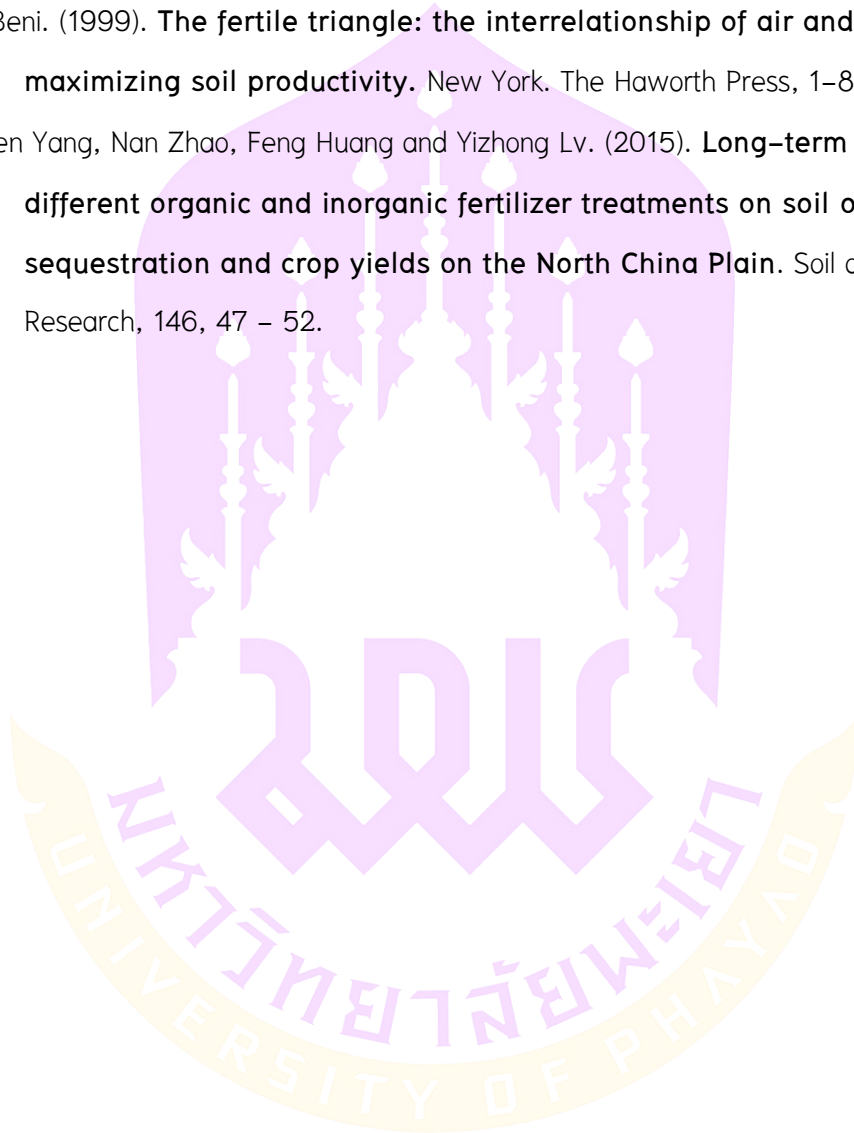 Beni. (1999). The fertile triangle: the interrelationship of air and
maximizing soil productivity. New York. The Haworth Press, 1–8
en Yang, Nan Zhao, Feng Huang and Yizhong Lv. (2015). Long–term
different organic and inorganic fertilizer treatments on soil o
sequestration and crop yields on the North China Plain. Soil a
Research, 146, 47 – 52.
มหาวิทยาลัยพะเยา
UNIVERSITY OF PHAYAO